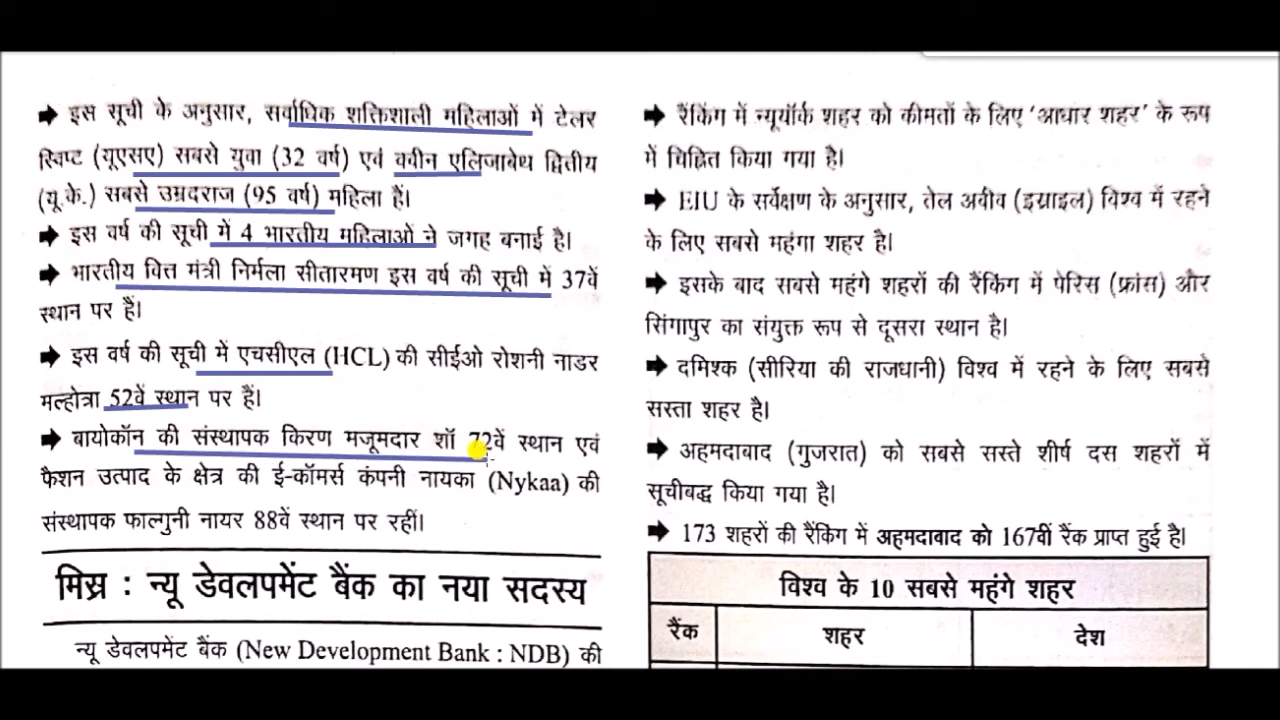 ➡ इस सूची के अनुसार, सर्वाधिक शक्तिशाली महिलाओं में टेलर
स्विफ्ट (यूएसए) सबसे युवा (32 वर्ष) एवं क्वीन एलिजाबेथ द्वितीय
(यू.के.) सबसे उम्रदराज (95 वर्ष) महिला हैं।
➡ इस वर्ष की सूची में 4 भारतीय महिलाओं ने जगह बनाई है।
➡ भारतीय वित्त मंत्री निर्मला सीतारमण इस वर्ष की सूची में 37वें
स्थान पर हैं।
➡ इस वर्ष की सूची में एचसीएल (HCL) की सीईओ रोशनी नाडर
मल्होत्रा 52वें स्थान पर हैं।
➡ बायोकॉन की संस्थापक किरण मजूमदार शॉ 72वें स्थान एवं
फैशन उत्पाद के क्षेत्र की ई-कॉमर्स कंपनी नायका (Nykaa) की
संस्थापक फाल्गुनी नायर 88वें स्थान पर रहीं।
मिस्र : न्यू डेवलपमेंट बैंक का नया सदस्य
न्यू डेवलपमेंट बैंक (New Development Bank : NDB) की
➡ रैंकिंग में न्यूयॉर्क शहर को कीमतों के लिए 'आधार शहर' के रूप
में चिह्नित किया गया है।
➡ EIU के सर्वेक्षण के अनुसार, तेल अवीव (इस्राइल) विश्व में रहने
के लिए सबसे महंगा शहर है।
➡ इसके बाद सबसे महंगे शहरों की रैंकिंग में पेरिस (फ्रांस) और
सिंगापुर का संयुक्त रूप से दूसरा स्थान है।
➡ दमिश्क (सीरिया की राजधानी) विश्व में रहने के लिए सबसे
सस्ता शहर है।
➡ अहमदाबाद (गुजरात) को सबसे सस्ते शीर्ष दस शहरों में
सूचीबद्ध किया गया है।
➡ 173 शहरों की रैंकिंग में अहमदाबाद को 167वीं रैंक प्राप्त हुई है।
विश्व के 10 सबसे महंगे शहर
रैंक शहर देश